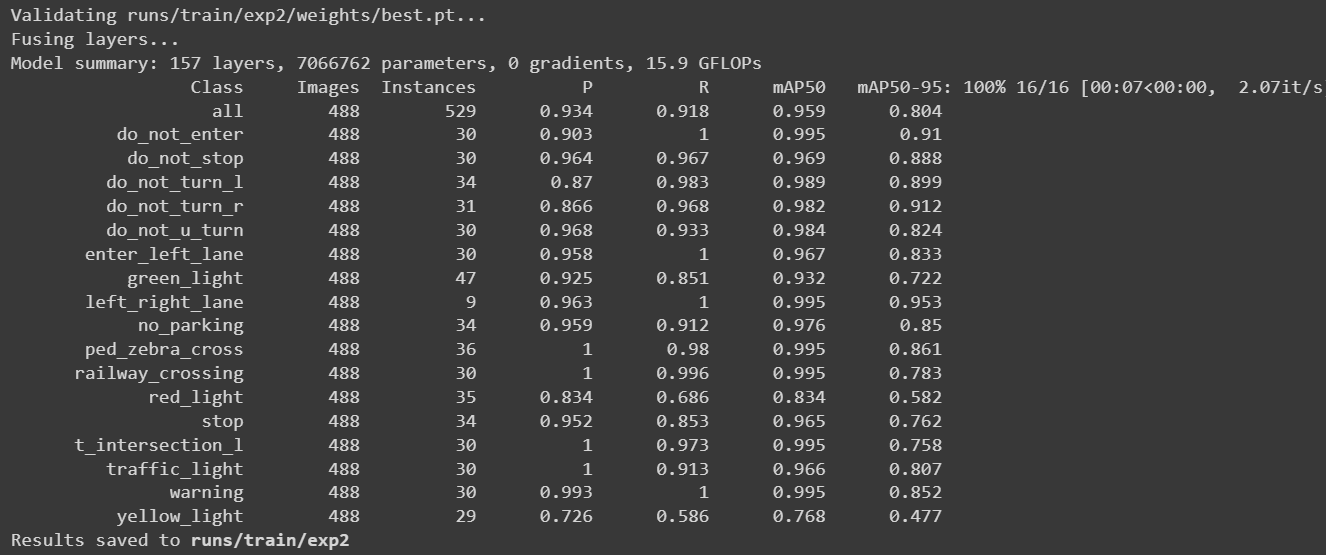 Validating runs/train/exp2/weights/best.pt...
Fusing layers...
Model summary: 157 layers, 7066762 parameters, 0 gradients, 15.9 GFLOPs
Class Images Instances P R mAP50 mAP50-95: 100% 16/16 [00:07<00:00, 2.07it/s
all 488 529 0.934 0.918 0.959 0.804
do_not_enter 488 30 0.903 1 0.995 0.91
do_not_stop 488 30 0.964 0.967 0.969 0.888
do_not_turn_l 488 34 0.87 0.983 0.989 0.899
do_not_turn_r 488 31 0.866 0.968 0.982 0.912
do_not_u_turn 488 30 0.968 0.933 0.984 0.824
enter_left_lane 488 30 0.958 1 0.967 0.833
green_light 488 47 0.925 0.851 0.932 0.722
left_right_lane 488 9 0.963 1 0.995 0.953
no_parking 488 34 0.959 0.912 0.976 0.85
ped_zebra_cross 488 36 1 0.98 0.995 0.861
railway_crossing 488 30 1 0.996 0.995 0.783
red_light 488 35 0.834 0.686 0.834 0.582
stop 488 34 0.952 0.853 0.965 0.762
t_intersection_l 488 30 1 0.973 0.995 0.758
traffic_light 488 30 1 0.913 0.966 0.807
warning 488 30 0.993 1 0.995 0.852
yellow_light 488 29 0.726 0.586 0.768 0.477
Results saved to runs/train/exp2